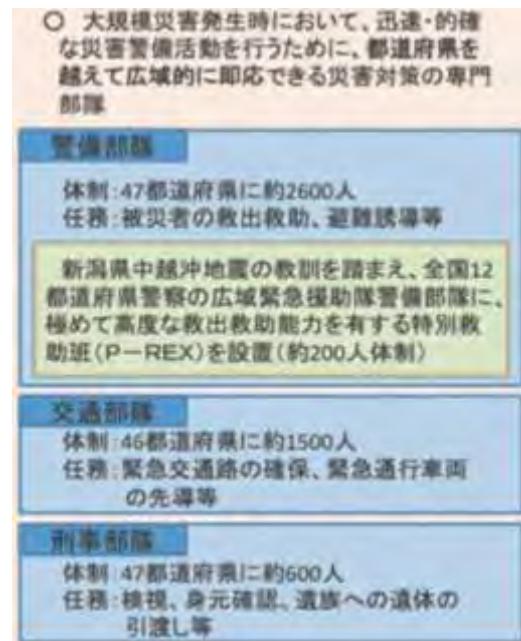 ○ 大規模災害発生時において、迅速・的確
な災害警備活動を行うために、都道府県を
越えて広域的に即応できる災害対策の専門
部隊
警備部隊
体制:47都道府県に約2600人
任務:被災者の救出救助、避難誘導等
新潟県中越沖地震の教訓を踏まえ、全国12
都道府県警察の広域緊急援助隊警備部隊に、
極めて高度な救出救助能力を有する特別救
助班(P-REX)を設置(約200人体制)
交通部隊
体制:46都道府県に約1500人
任務:緊急交通路の確保、緊急通行車両
の先導等
刑事部隊
体制:47都道府県に約600人
任務:検視、身元確認、遺族への遺体の
引渡し等